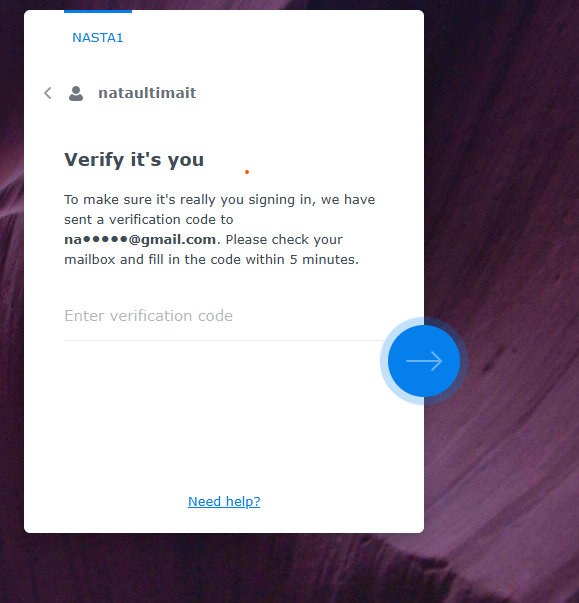 NASTA1
nataultimait
Verify it's you
To make sure it's really you signing in, we have
sent a verification code to
na●●●●●@gmail.com. Please check your
mailbox and fill in the code within 5 minutes.
Enter verification code
Need help?